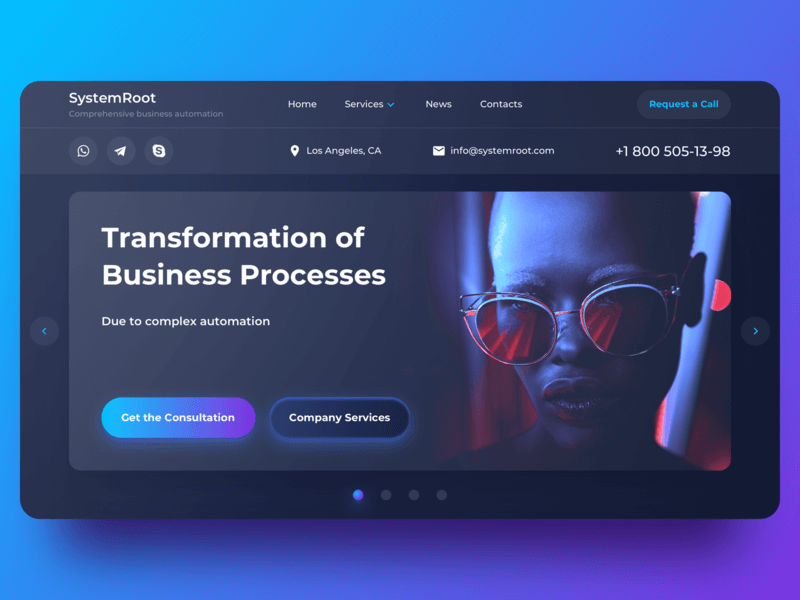 SystemRoot
Comprehensive business automation
Home
Services
News
Contacts
Request a Call
Los Angeles, CA
info@systemroot.com
+1 800 505-13-98
Transformation of
Business Processes
Due to complex automation
Get the Consultation
Company Services